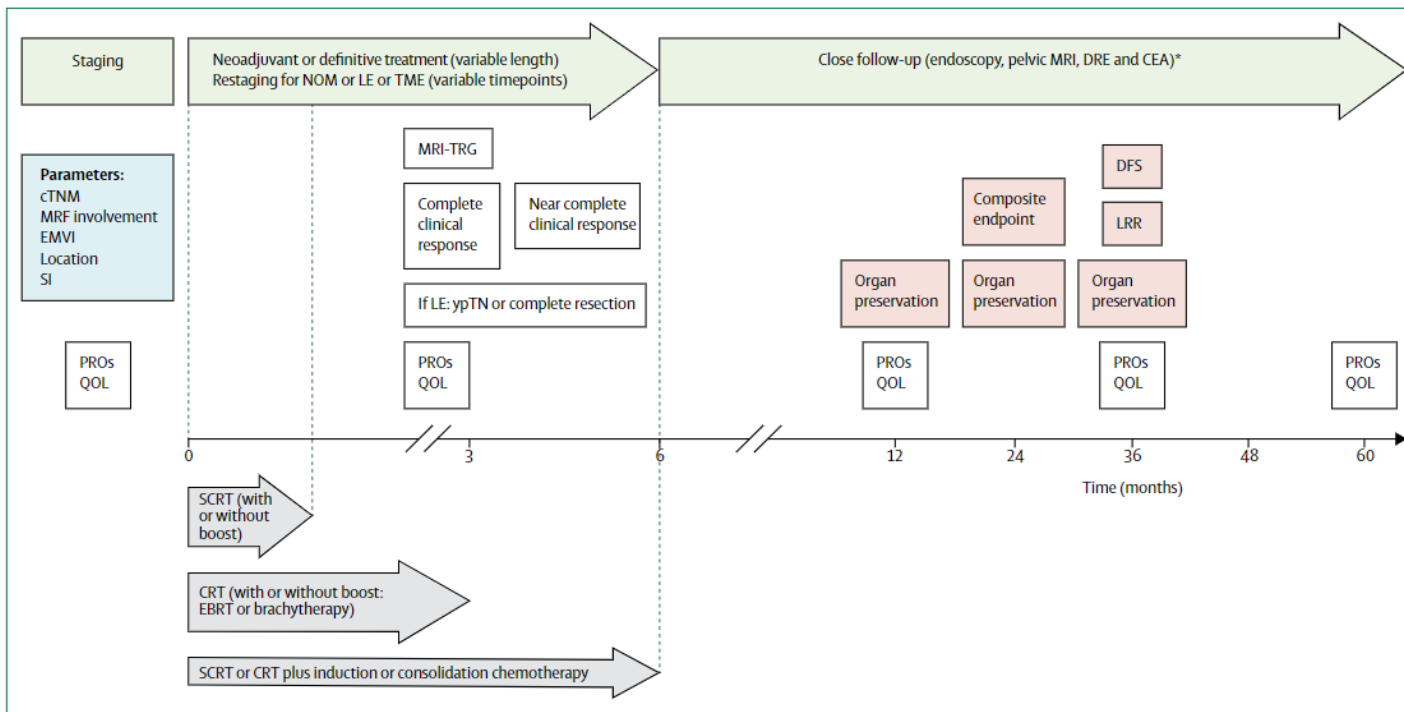 Staging
Neoadjuvant or definitive treatment (variable length)
Restaging for NOM or LE or TME (variable timepoints)
Close follow-up (endoscopy, pelvic MRI, DRE and CEA)*
Parameters:
cTNM
MRF involvement
EMVI
Location
SI
MRI-TRG
Complete
clinical
response
Near complete
clinical response
If LE: ypTN or complete resection
DFS
Composite
endpoint
LRR
Organ
preservation
Organ
preservation
Organ
preservation
PROs
QOL
PROs
QOL
PROs
QOL
PROs
QOL
PROs
QOL
0
3
6
12
24
36
48
60
Time (months)
SCRT (with
or without
boost)
CRT (with or without boost:
EBRT or brachytherapy)
SCRT or CRT plus induction or consolidation chemotherapy